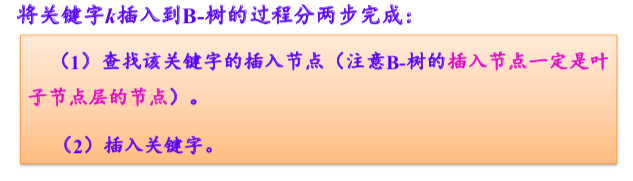 将关键字k插入到B-树的过程分两步完成：
（1）查找该关键字的插入节点（注意B-树的插入节点一定是叶
子节点层的节点）。
（2）插入关键字。